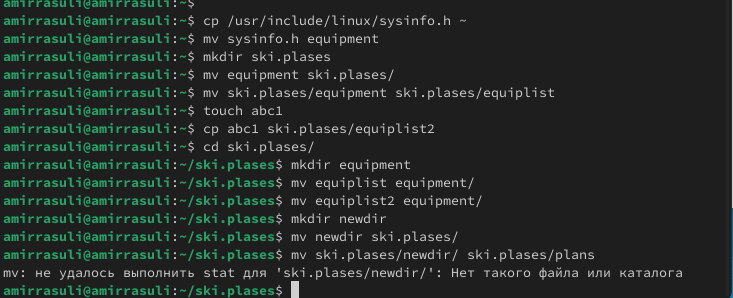 amirrasuli@amirrasuli:~$
amirrasuli@amirrasuli:~$ cp /usr/include/linux/sysinfo.h ~
amirrasuli@amirrasuli:~$ mv sysinfo.h equipment
amirrasuli@amirrasuli:~$ mkdir ski.plases
amirrasuli@amirrasuli:~$ mv equipment ski.plases/
amirrasuli@amirrasuli:~$ mv ski.plases/equipment ski.plases/equiplist
amirrasuli@amirrasuli:~$ touch abc1
amirrasuli@amirrasuli:~$ cp abc1 ski.plases/equiplist2
amirrasuli@amirrasuli:~$ cd ski.plases/
amirrasuli@amirrasuli:~/ski.plases$ mkdir equipment
amirrasuli@amirrasuli:~/ski.plases$ mv equiplist equipment/
amirrasuli@amirrasuli:~/ski.plases$ mv equiplist2 equipment/
amirrasuli@amirrasuli:~/ski.plases$ mkdir newdir
amirrasuli@amirrasuli:~/ski.plases$ mv newdir ski.plases/
amirrasuli@amirrasuli:~/ski.plases$ mv ski.plases/newdir/ ski.plases/plans
mv: не удалось выполнить stat для 'ski.plases/newdir/': Нет такого файла или каталога
amirrasuli@amirrasuli:~/ski.plases$